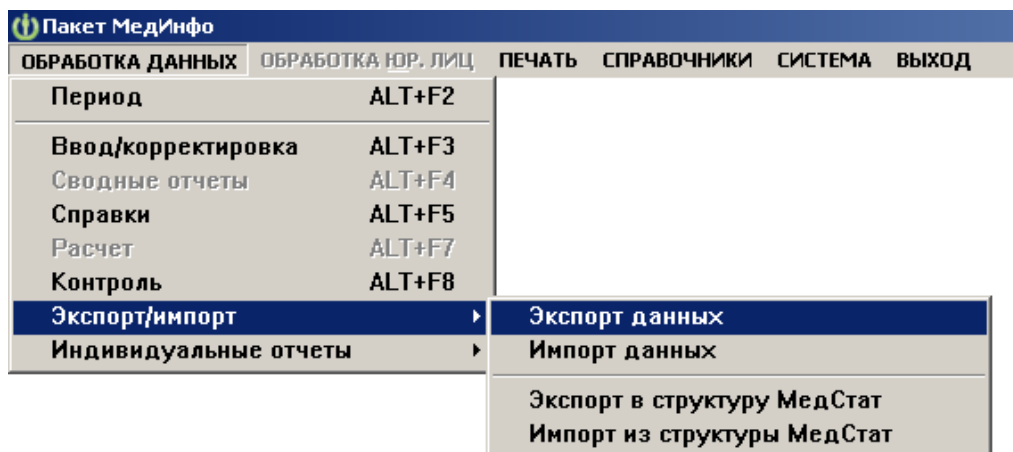 Пакет МедИнфо
ОБРАБОТКА ДАННЫХ ОБРАБОТКА ЮР. ЛИЦ ПЕЧАТЬ СПРАВОЧНИКИ СИСТЕМА ВЫХОД
Период ALT+F2
Ввод/корректировка ALT+F3
Сводные отчеты ALT+F4
Справки ALT+F5
Расчет ALT+F7
Контроль ALT+F8
Экспорт/импорт Экспорт данных
Индивидуальные отчеты Импорт данных
Экспорт в структуру МедСтат
Импорт из структуры МедСтат